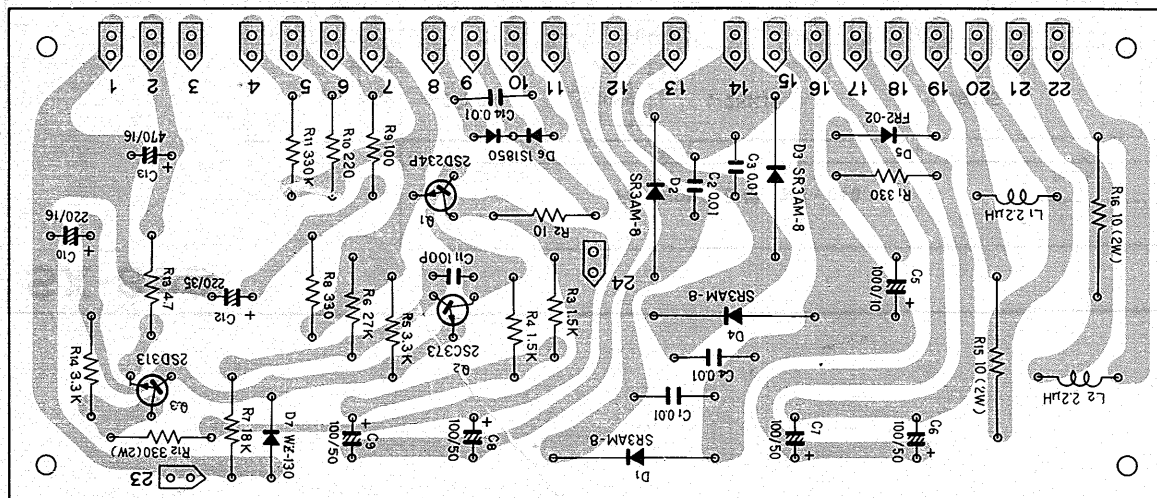 1 2 3 4 5 6 7 8 9 10 11 12 13 14 15 16 17 18 19 20 21 22
C14 0.01
470/16
C13
R11 330K
R10 220
R9 100
2SD234P
Q1
D6 1S1850
SR3AM-8
D2
C2 0.01
C3 0.01
D3 SR3AM-8
FR2-02
D5
R1 330
L1 2.2μH
R16 10 (2W)
220/16
C10
R2 10
R13 4.7
220/35
C12
R8 330
R6 27K
R5 3.3K
C11 100P
2SC373
Q2
R4 1.5K
R3 1.5K
24
SR3AM-8
D4
C5
100/10
R14 3.3K
2SD313
Q3
R15 10 (2W)
L2 2.2μH
C4 0.01
C1 0.01
R12 330(2W)
R7 1.8K
D7 WZ-130
C9
100/50
C8
100/50
SR3AM-8
D1
C7
100/50
C6
100/50
23